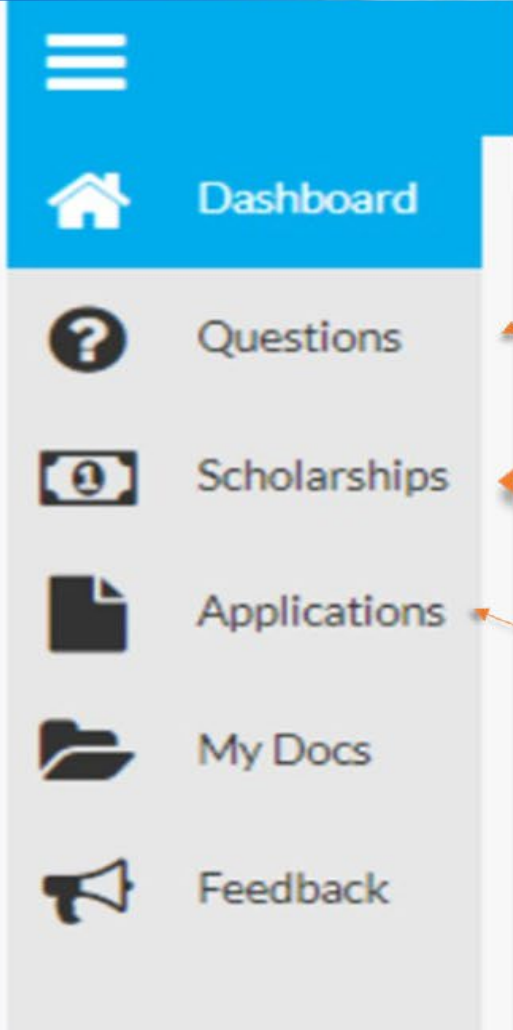 Dashboard
Questions
Scholarships
Applications
My Docs
Feedback